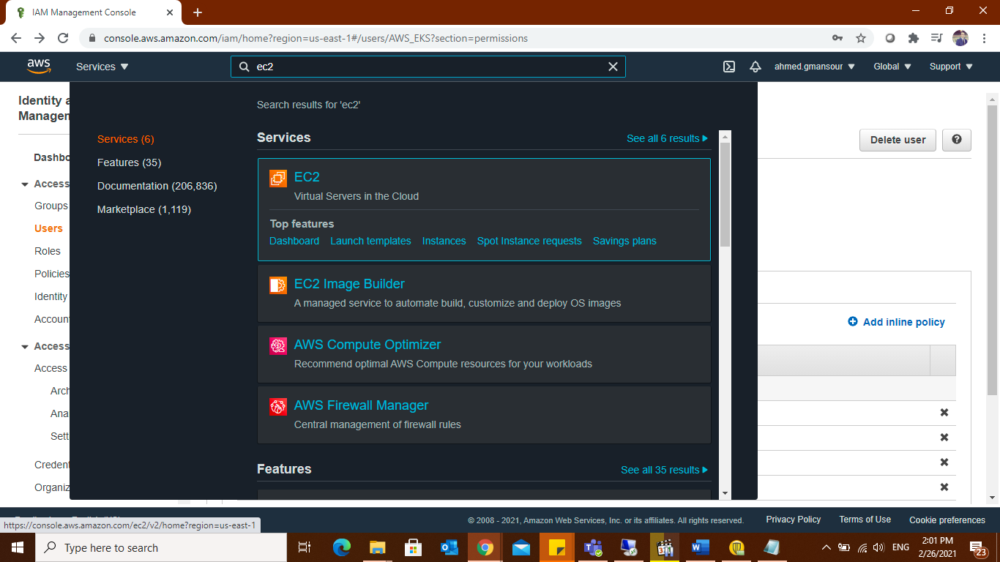 IAM Management Console
console.aws.amazon.com/iam/home?region=us-east-1#/users/AWS_EKS?section=permissions
aws
Services
ec2
ahmed.gmansour
Global
Support
Identity a
Managen
Search results for 'ec2'
Services (6)
Features (35)
Documentation (206,836)
Marketplace (1,119)
Services
See all 6 results
Delete user
Dashbo
Access
Groups
Users
Roles
Policies
Identity
Accoun
Access
Access
Arch
Ana
Sett
Credent
Organiz
EC2
Virtual Servers in the Cloud
Top features
Dashboard Launch templates Instances Spot Instance requests Savings plans
EC2 Image Builder
A managed service to automate build, customize and deploy OS images
AWS Compute Optimizer
Recommend optimal AWS Compute resources for your workloads
AWS Firewall Manager
Central management of firewall rules
Features
See all 35 results
Add inline policy
https://console.aws.amazon.com/ec2/v2/home?region=us-east-1
© 2008 - 2021, Amazon Web Services, Inc. or its affiliates. All rights reserved.
Privacy Policy
Terms of Use
Cookie preferences
Type here to search
ENG
2:01 PM
2/26/2021
23